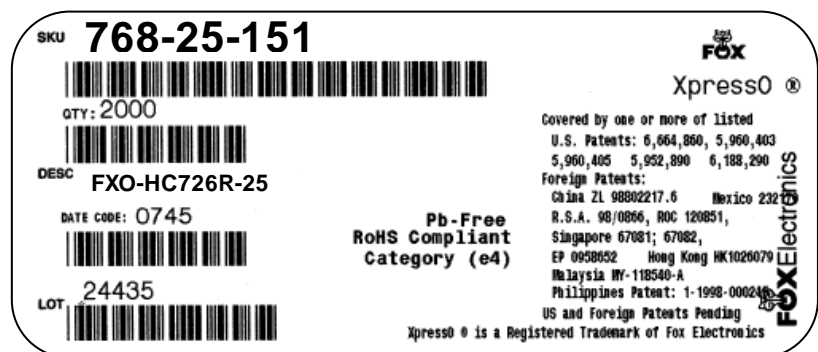 SKU 768-25-151
QTY: 2000
DESC FXO-HC726R-25
DATE CODE: 0745
LOT 24435
Pb-Free
RoHS Compliant
Category (e4)
FOX
XpressO ®
Covered by one or more of listed
U.S. Patents: 6,664,860, 5,960,403
5,960,405 5,952,890 6,188,290
Foreign Patents:
China ZL 98802217.6 Mexico 232179
R.S.A. 98/0866, ROC 120851,
Singapore 67081; 67082,
EP 0958652 Hong Kong HK1026079
Malaysia MY-118540-A
Philippines Patent:
US and Foreign Patents Pending
XpressO ® is a Registered Trademark of Fox Electronics
FOXElectronics